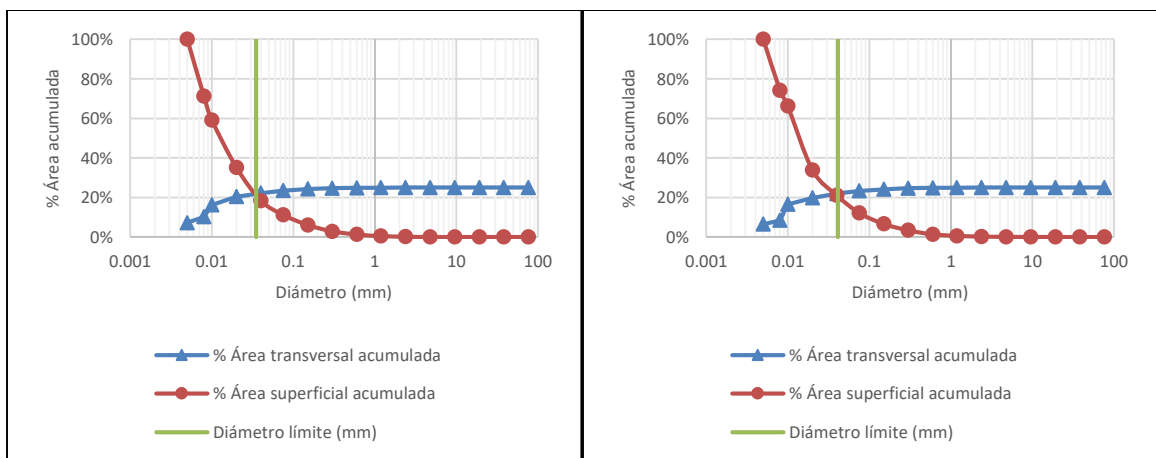 100%
80%
60%
40%
20%
0%
% Área acumulada
0.001 0.01 0.1 1 10 100
Diámetro (mm)
% Área transversal acumulada
% Área superficial acumulada
Diámetro límite (mm)
100%
80%
60%
40%
20%
0%
% Área acumulada
0.001 0.01 0.1 1 10 100
Diámetro (mm)
% Área transversal acumulada
% Área superficial acumulada
Diámetro límite (mm)